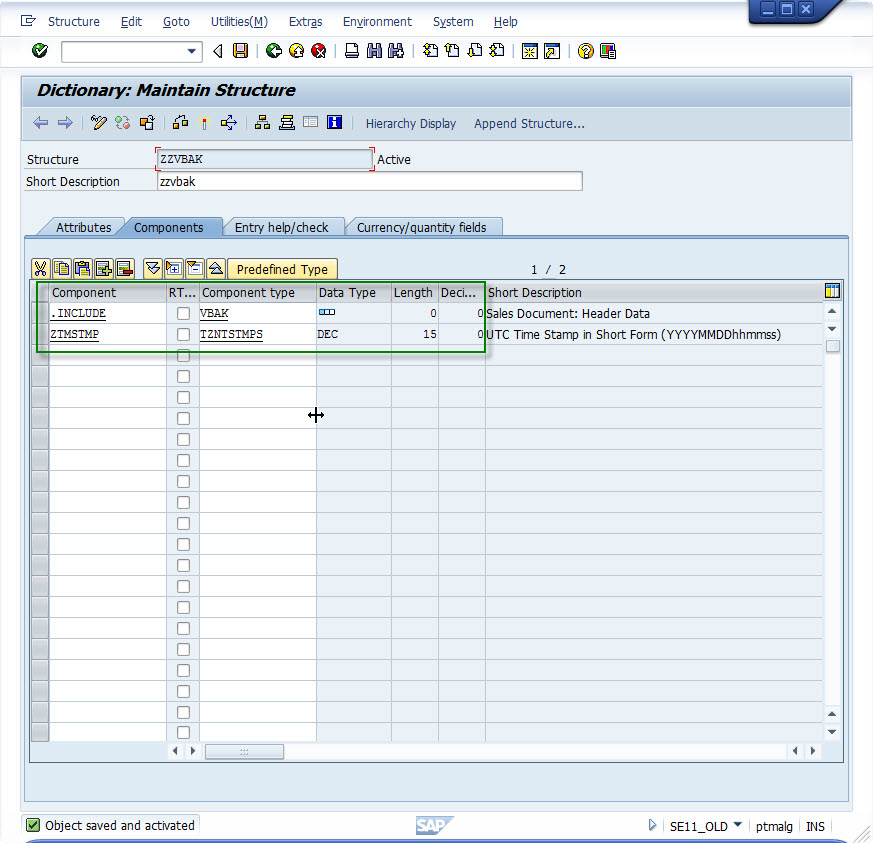 Structure Edit Goto Utilities(M) Extras Environment System Help
Dictionary: Maintain Structure
Hierarchy Display Append Structure...
Structure ZZVBAK Active
Short Description zzvbak
Attributes Components Entry help/check Currency/quantity fields
Predefined Type 1 / 2
Component RT... Component type Data Type Length Deci... Short Description
.INCLUDE VBAK 0 0 Sales Document: Header Data
ZTMSTMP TZNTSTMPS DEC 15 0 UTC Time Stamp in Short Form (YYYYMMDDhhmmss)
Object saved and activated SAP SE11_OLD ptmalg INS